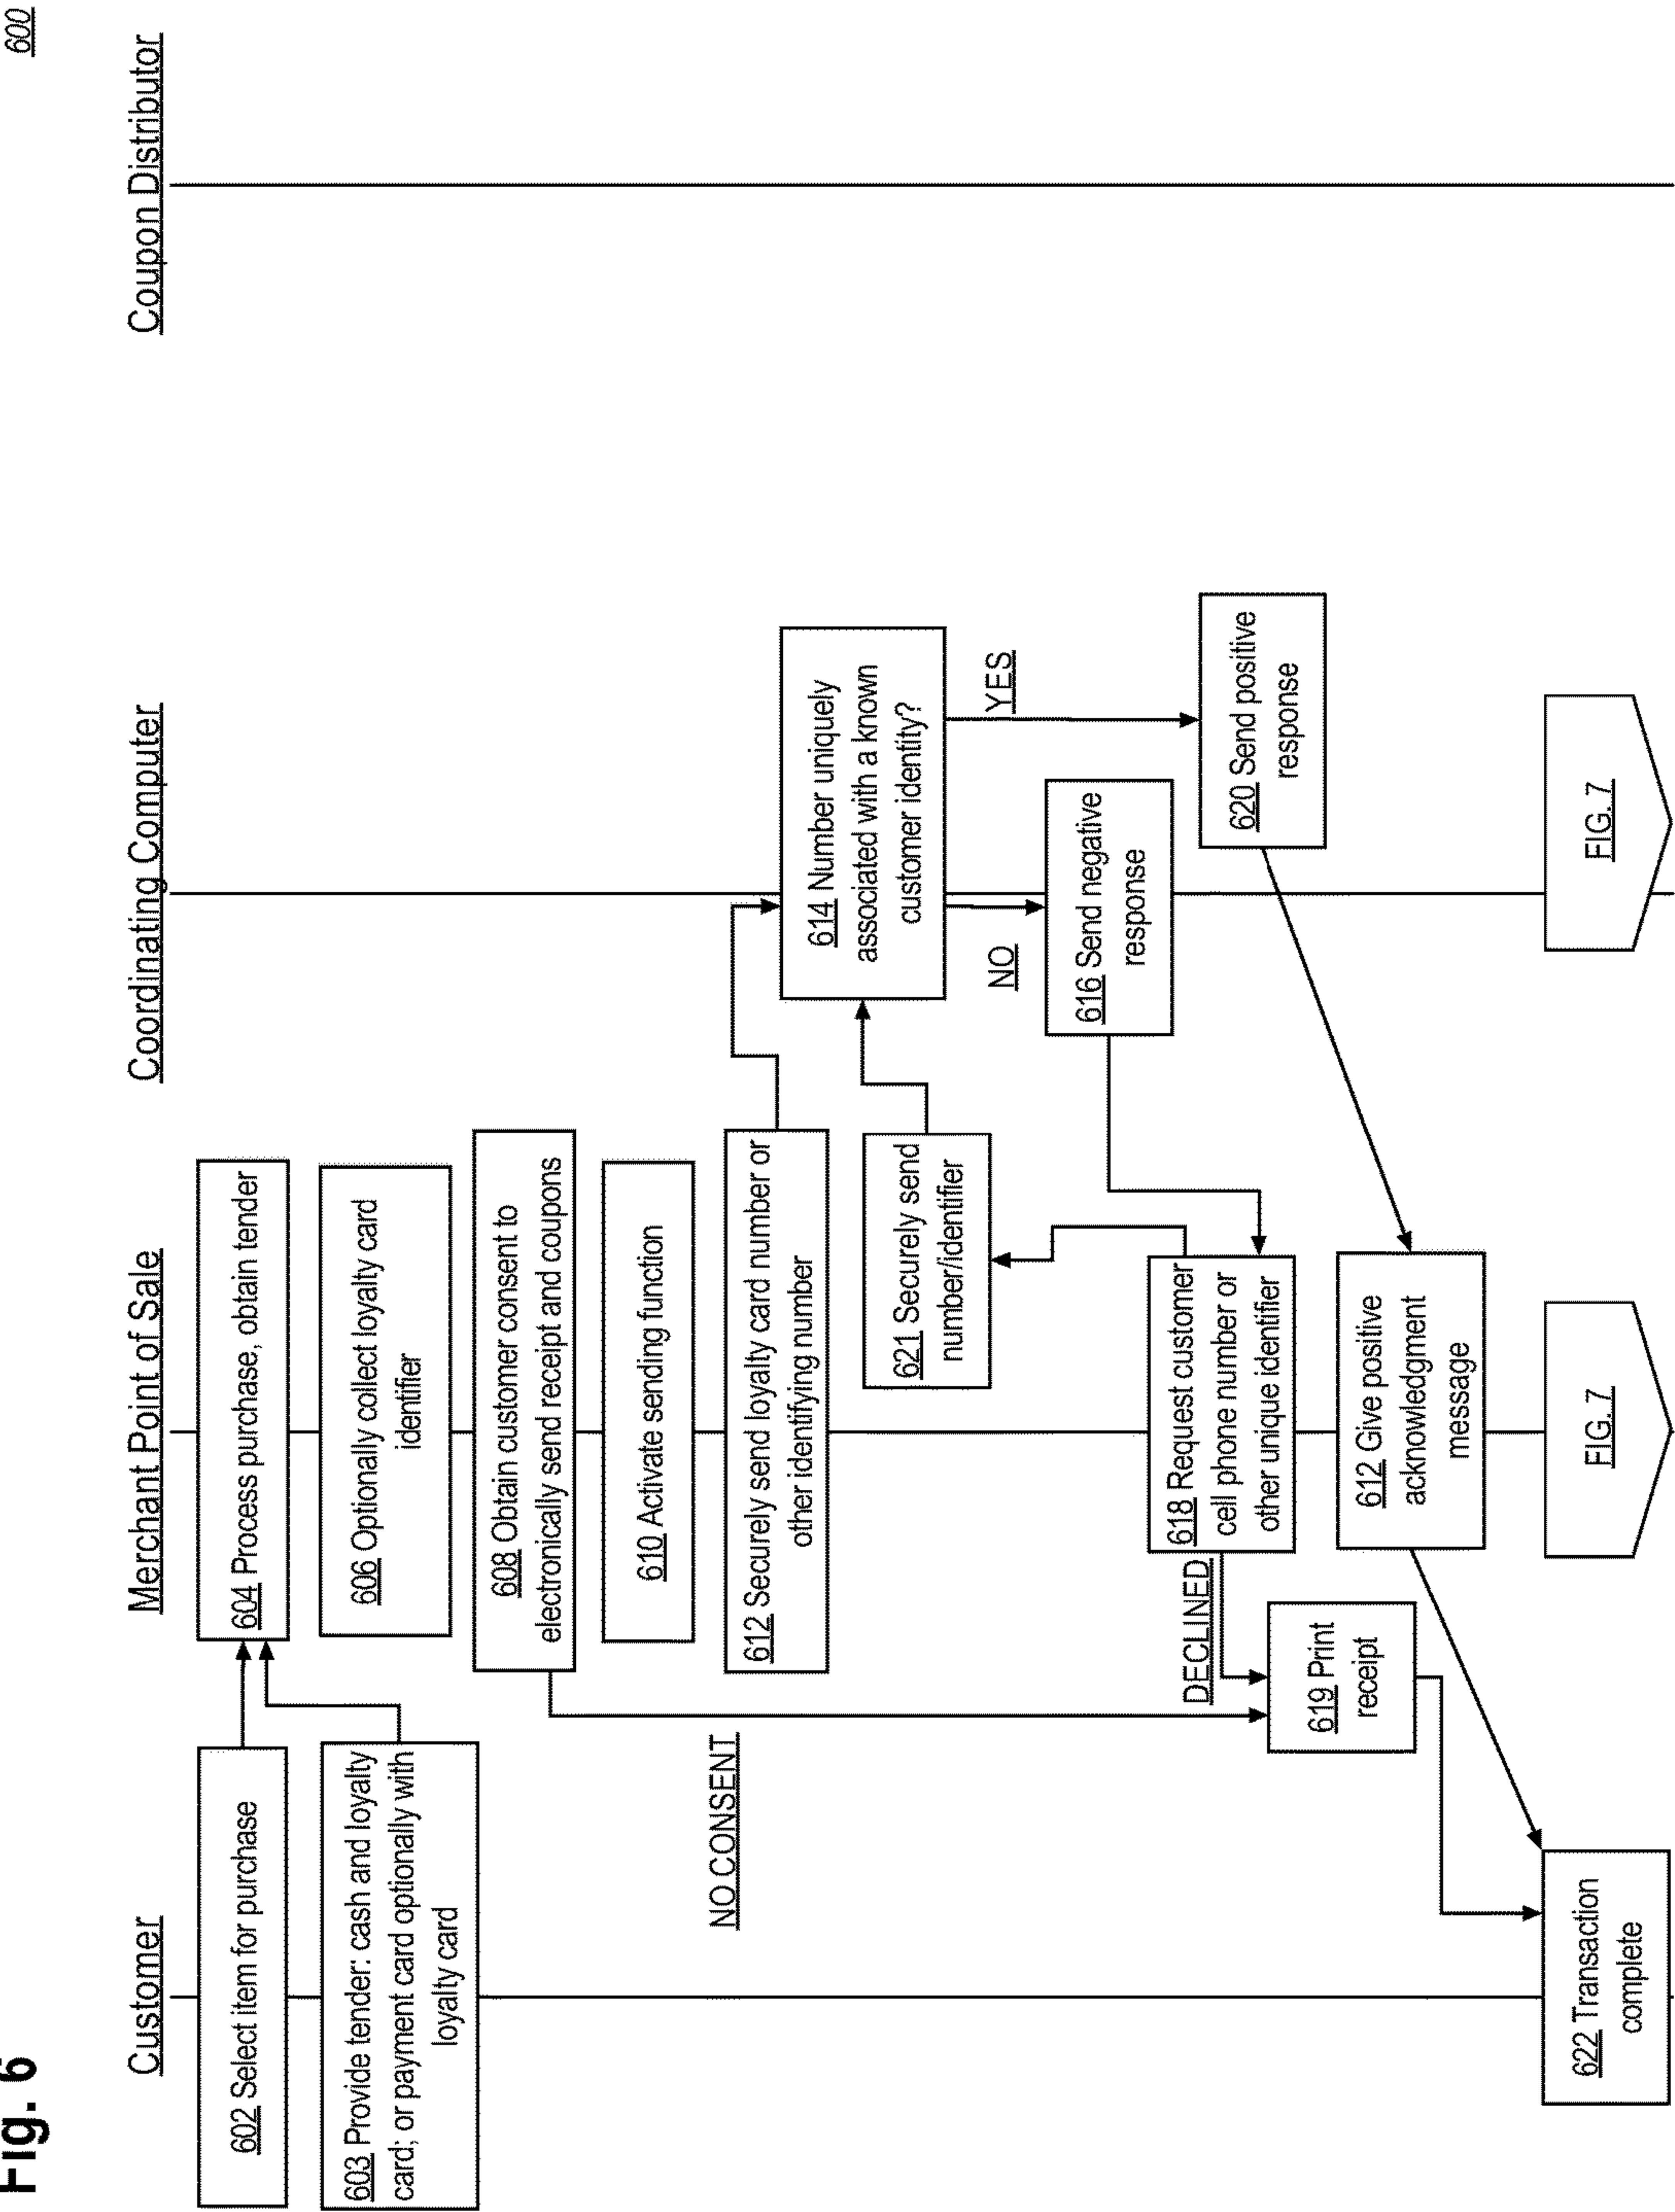 Fig. 6
600
Customer
Merchant Point of Sale
Coordinating Computer
Coupon Distributor
602 Select item for purchase
604 Process purchase, obtain tender
603 Provide tender: cash and loyalty
card; or payment card optionally with
loyalty card
606 Optionally collect loyalty card
identifier
608 Obtain customer consent to
electronically send receipt and coupons
610 Activate sending function
NO CONSENT
612 Securely send loyalty card number or
other identifying number
614 Number uniquely
associated with a known
customer identity?
621 Securely send
number/identifier
NO
YES
616 Send negative
response
618 Request customer
cell phone number or
other unique identifier
DECLINED
620 Send positive
response
619 Print
receipt
612 Give positive
acknowledgment
message
622 Transaction
complete
FIG. 7
FIG. 7